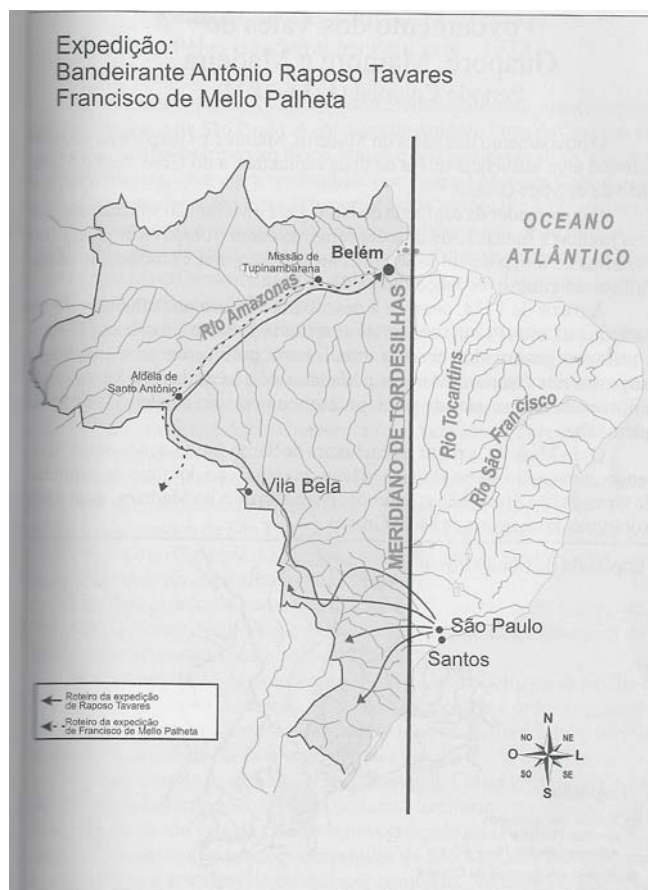 Expedição:
Bandeirante Antônio Raposo Tavares
Francisco de Mello Palheta
OCEANO
ATLÂNTICO
Belém
Missão de
Tupinambarana
Rio Amazonas
MERIDIANO DE TORDESILHAS
Rio Tocantins
Rio São Francisco
Aldeia de
Santo Antônio
Vila Bela
São Paulo
Santos
Roteiro da expedição
de Raposo Tavares
Roteiro da expedição
de Francisco de Mello Palheta
N
NO NE
O L
SO SE
S